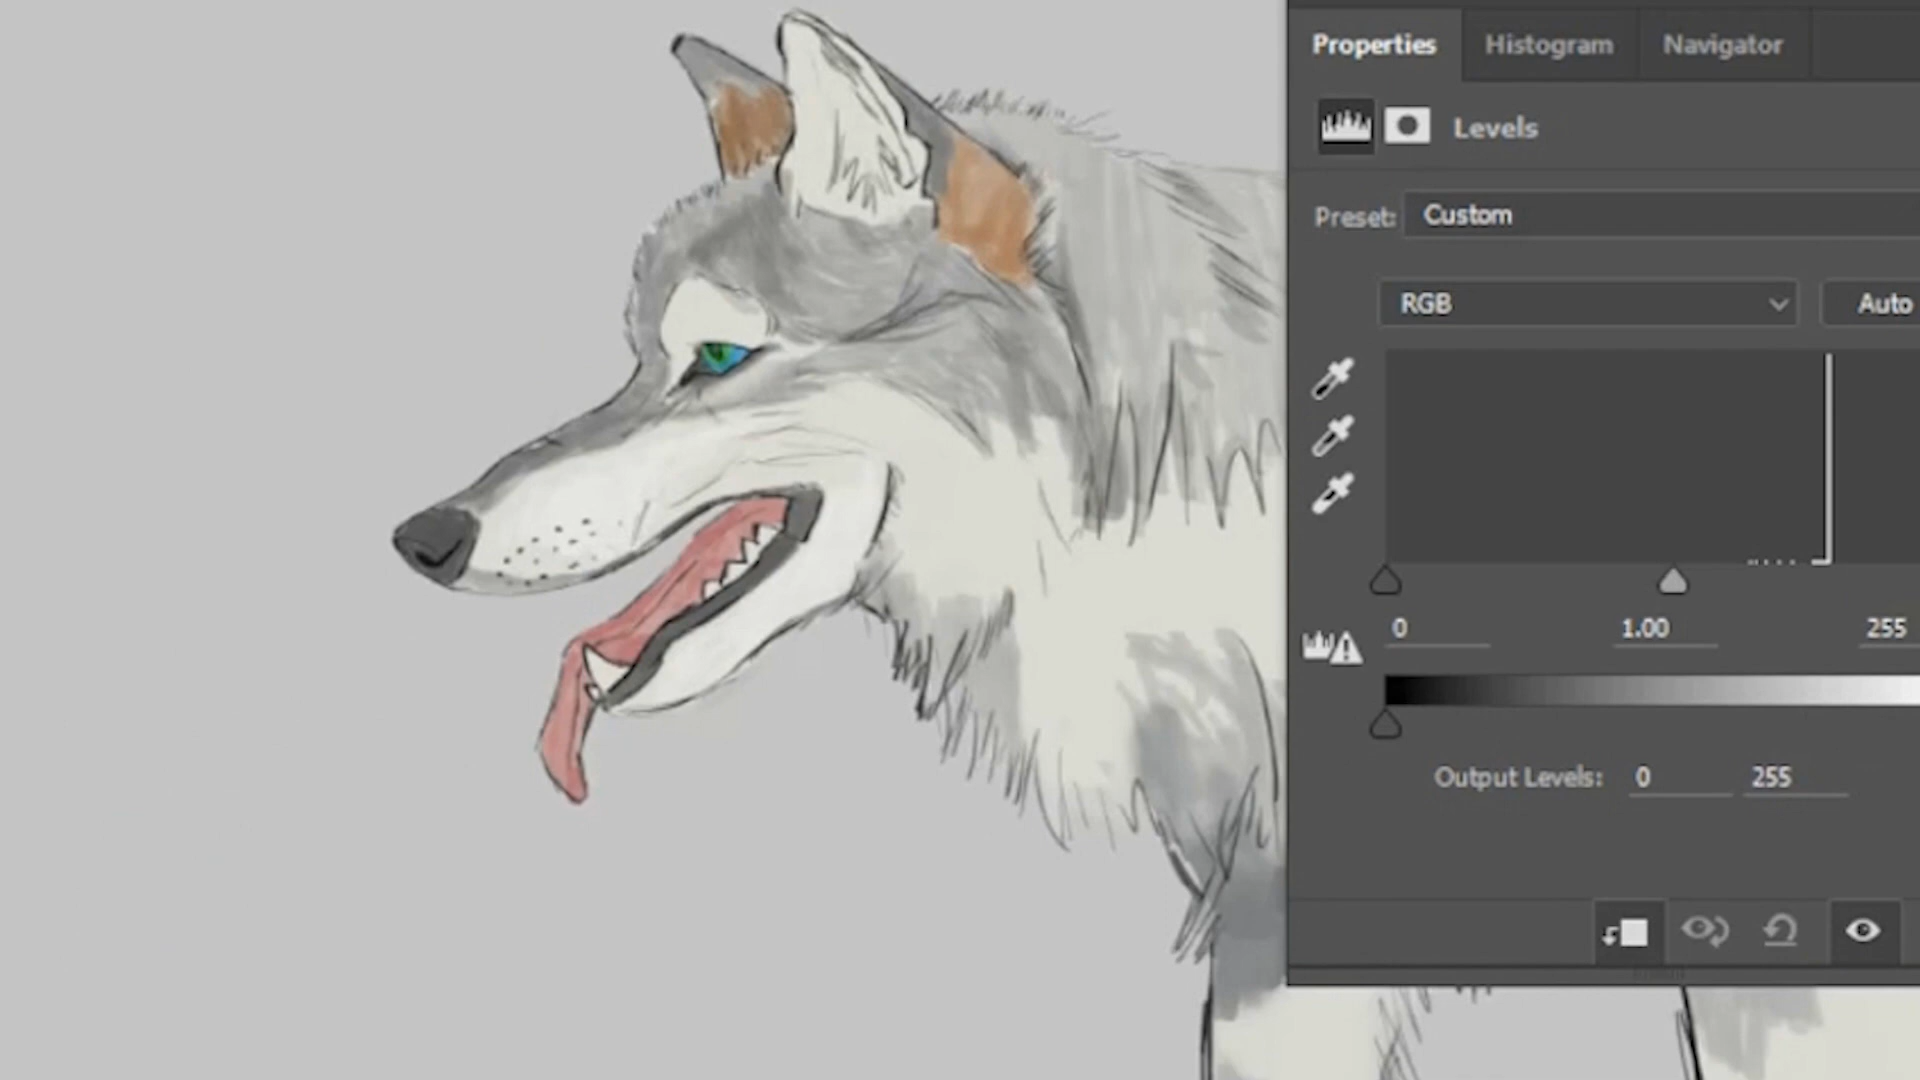 Properties Histogram Navigator
Levels
Preset: Custom
RGB Auto
0 1.00 255
Output Levels: 0 255